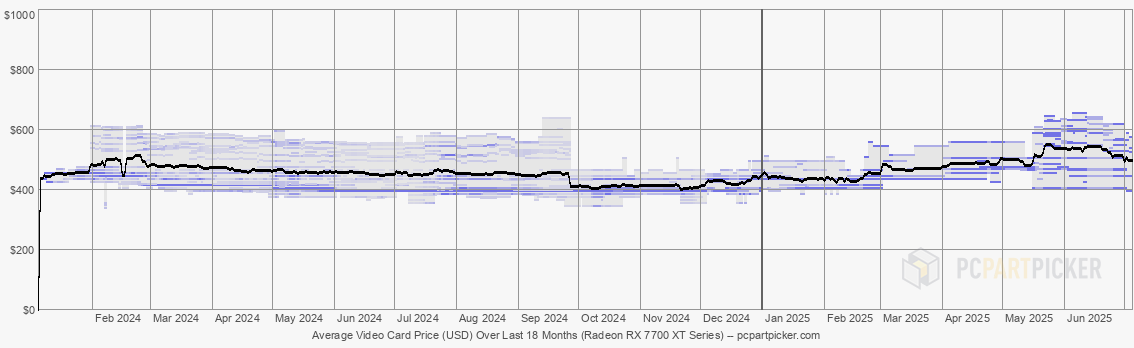 $1000
$800
$600
$400
$200
$0
PCPARTPICKER
Feb 2024 Mar 2024 Apr 2024 May 2024 Jun 2024 Jul 2024 Aug 2024 Sep 2024 Oct 2024 Nov 2024 Dec 2024 Jan 2025 Feb 2025 Mar 2025 Apr 2025 May 2025 Jun 2025
Average Video Card Price (USD) Over Last 18 Months (Radeon RX 7700 XT Series) -- pcpartpicker.com